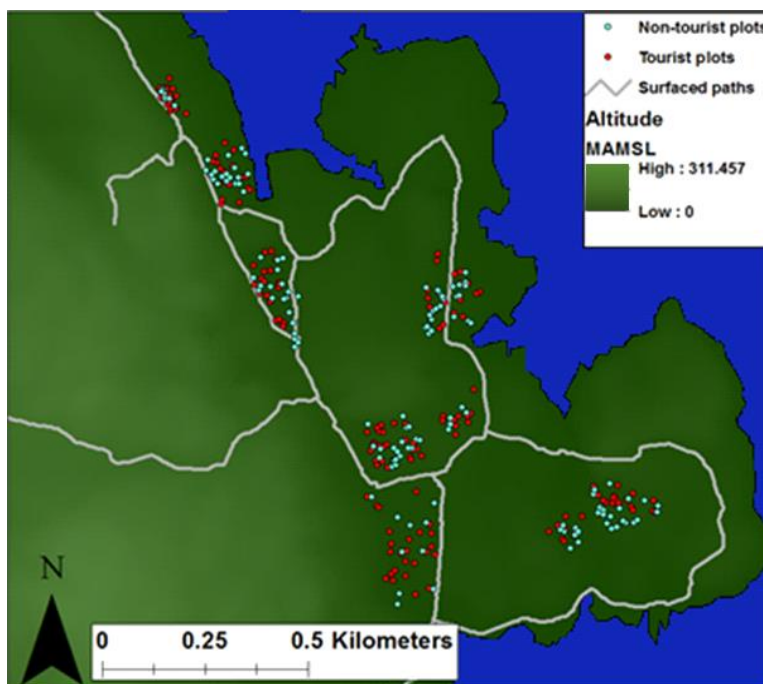 Non-tourist plots
Tourist plots
Surfaced paths
Altitude
MAMSL
High : 311.457
Low : 0
N
0 0.25 0.5 Kilometers